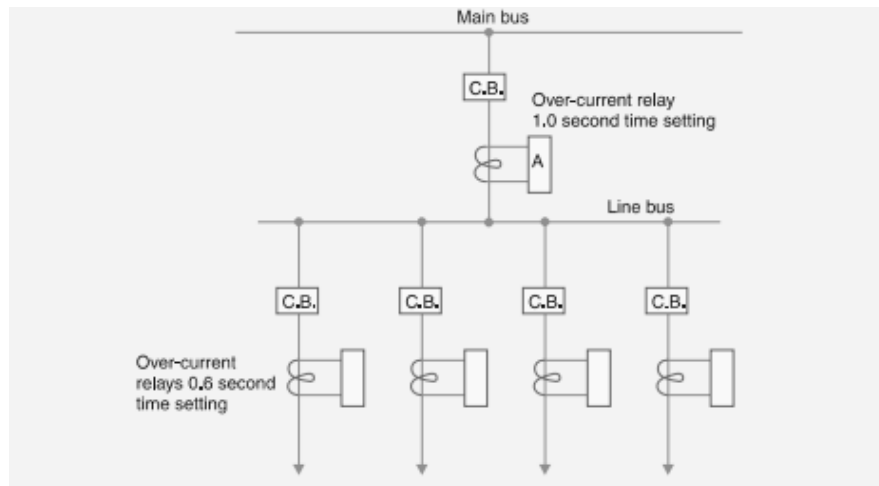 Main bus
C.B.
Over-current relay
1.0 second time setting
A
Line bus
C.B.
C.B.
C.B.
C.B.
Over-current
relays 0.6 second
time setting